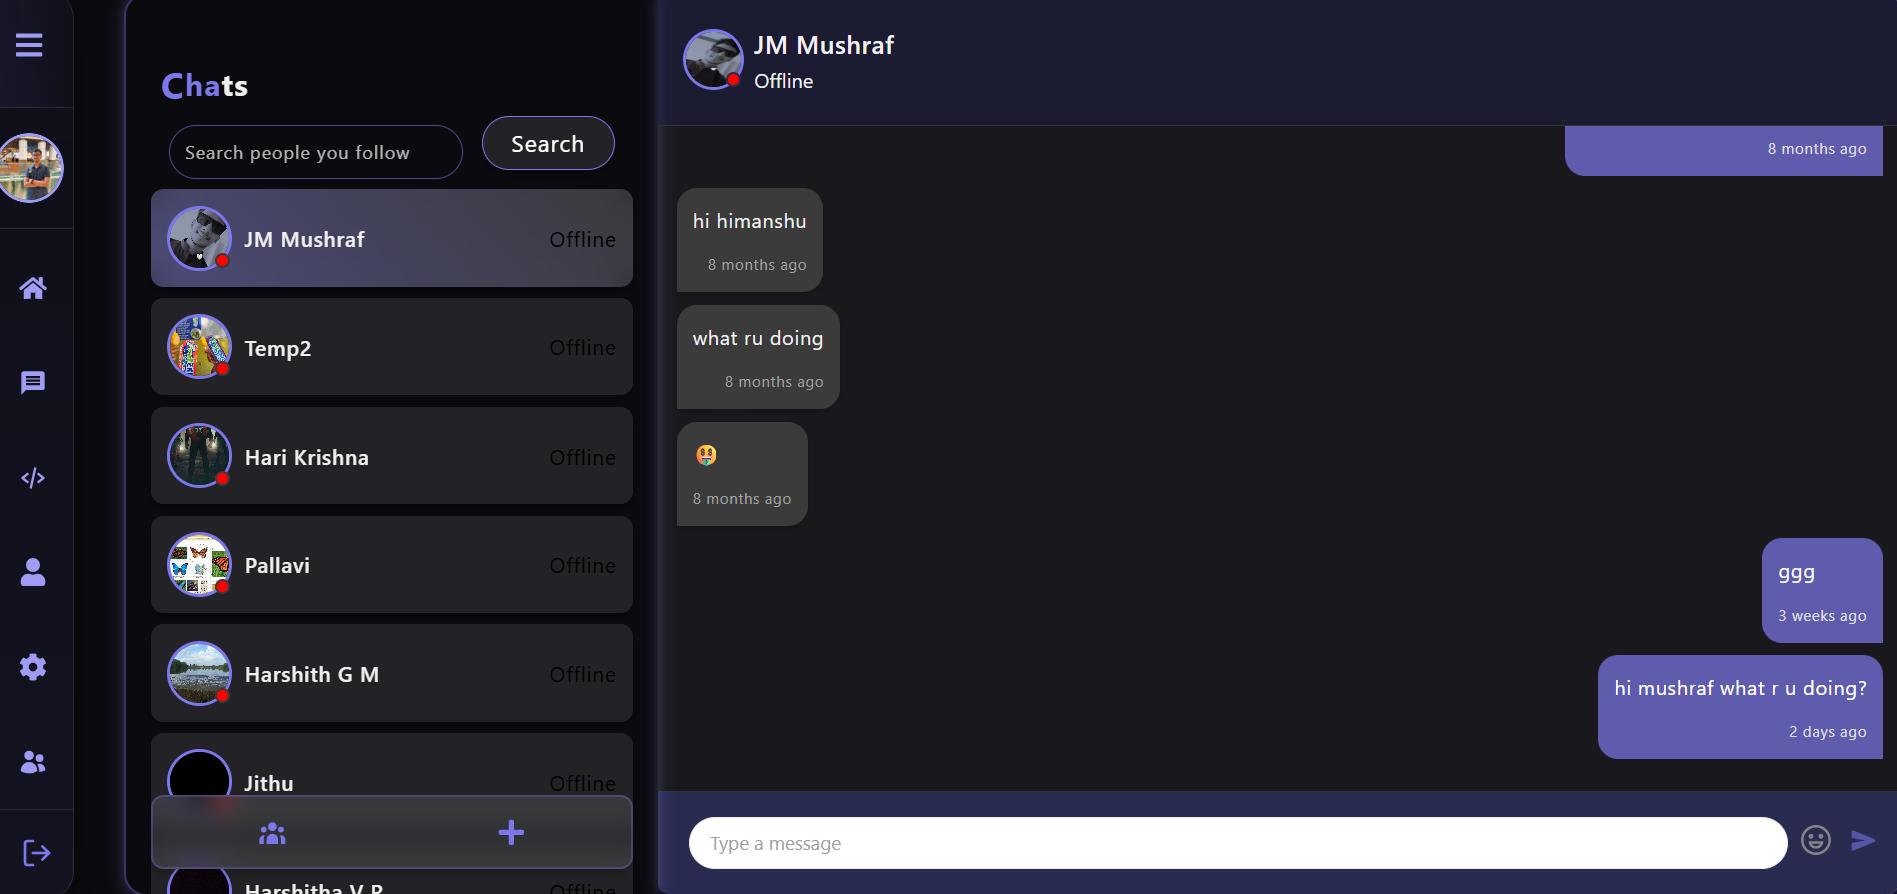 Chats
Search people you follow
Search
JM Mushraf
Offline
Temp2
Offline
Hari Krishna
Offline
Pallavi
Offline
Harshith G M
Offline
Jithu
Offline
Harshitha V R
Offline
JM Mushraf
Offline
8 months ago
hi himanshu
8 months ago
what ru doing
8 months ago
8 months ago
ggg
3 weeks ago
hi mushraf what r u doing?
2 days ago
Type a message